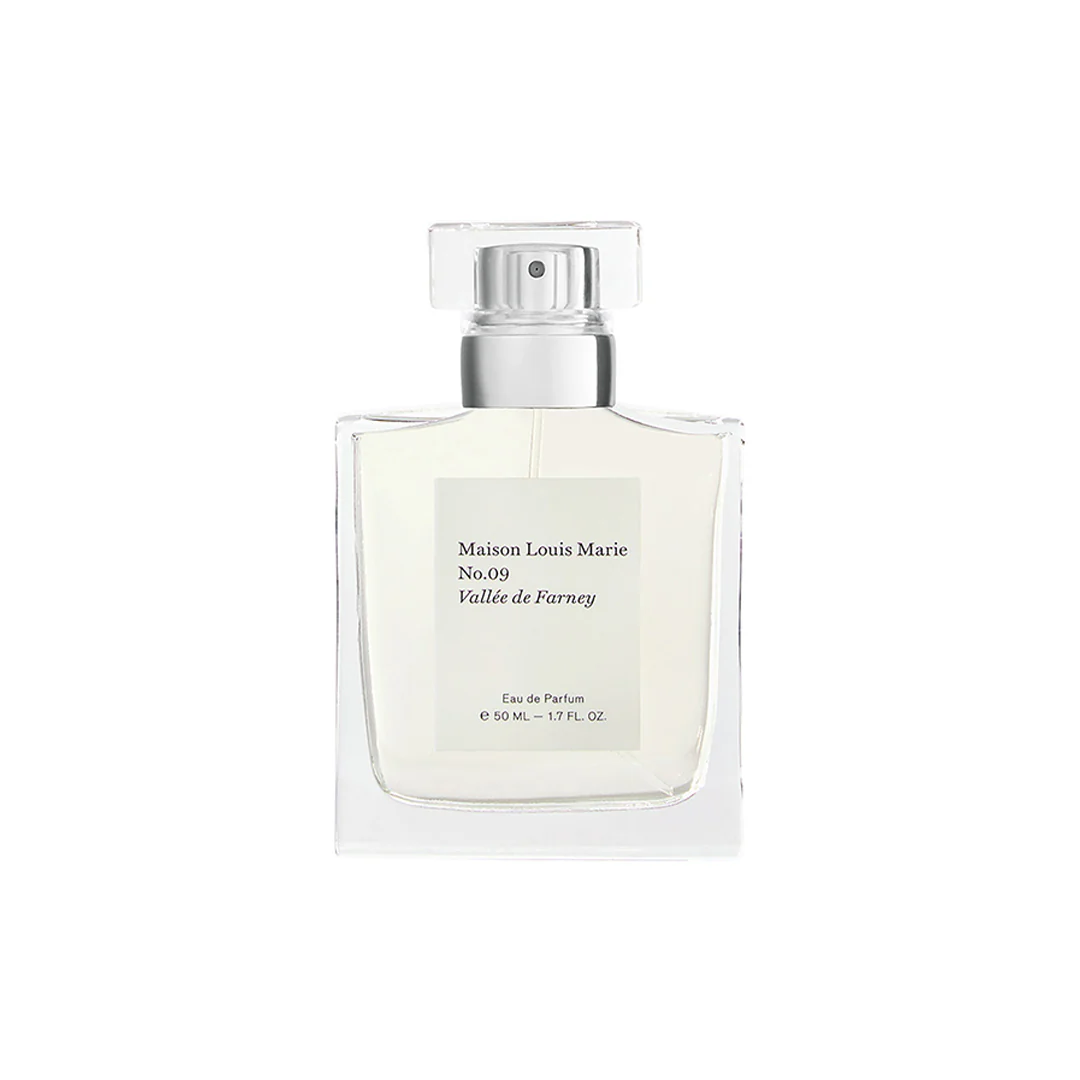 Maison Louis Marie
No.09
Vallée de Farney
Eau de Parfum
℮ 50 ML — 1.7 FL. OZ.